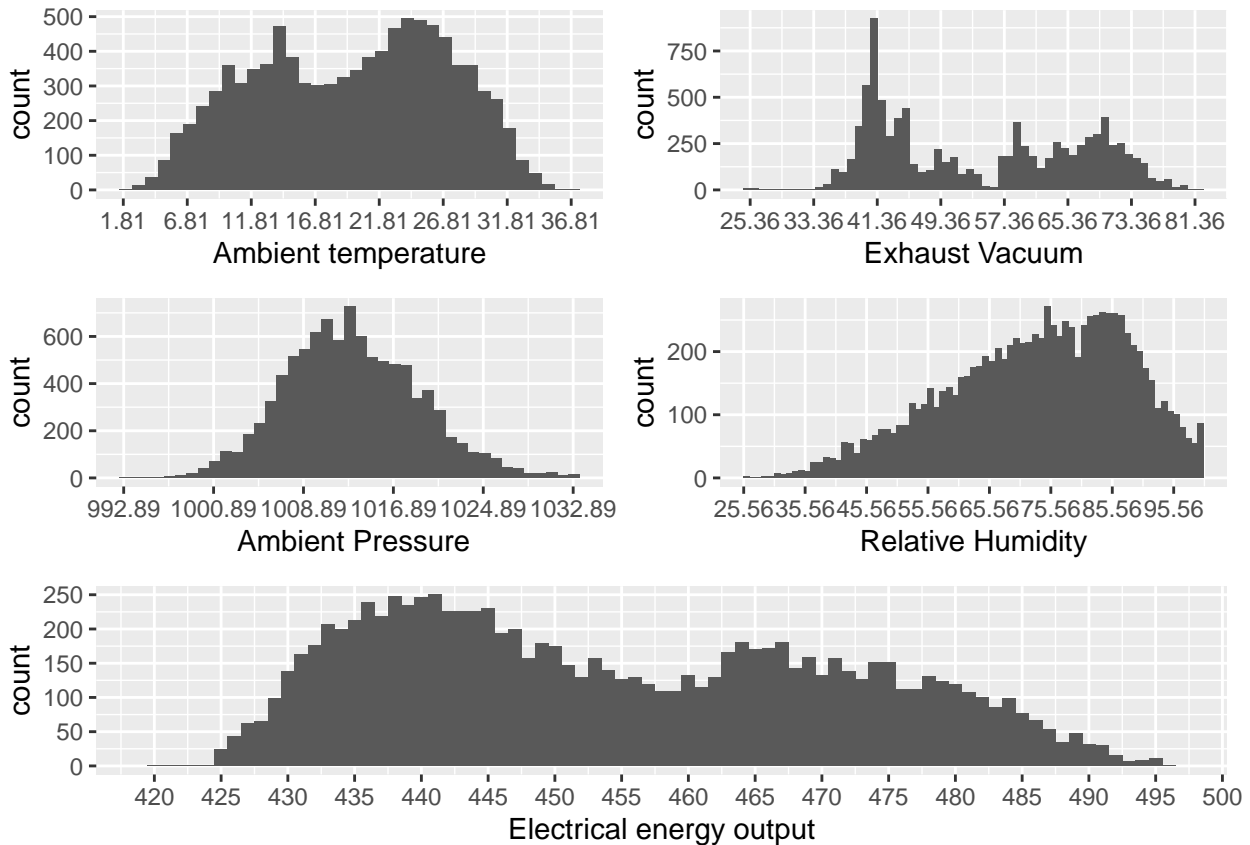 500
400
300
200
100
0
count
1.81 6.81 11.81 16.81 21.81 26.81 31.81 36.81
Ambient temperature
750
500
250
0
count
25.36 33.36 41.36 49.36 57.36 65.36 73.36 81.36
Exhaust Vacuum
600
400
200
0
count
992.89 1000.89 1008.89 1016.89 1024.89 1032.89
Ambient Pressure
200
100
0
count
25.56 35.56 45.56 55.56 65.56 75.56 85.56 95.56
Relative Humidity
250
200
150
100
50
0
count
420 425 430 435 440 445 450 455 460 465 470 475 480 485 490 495 500
Electrical energy output